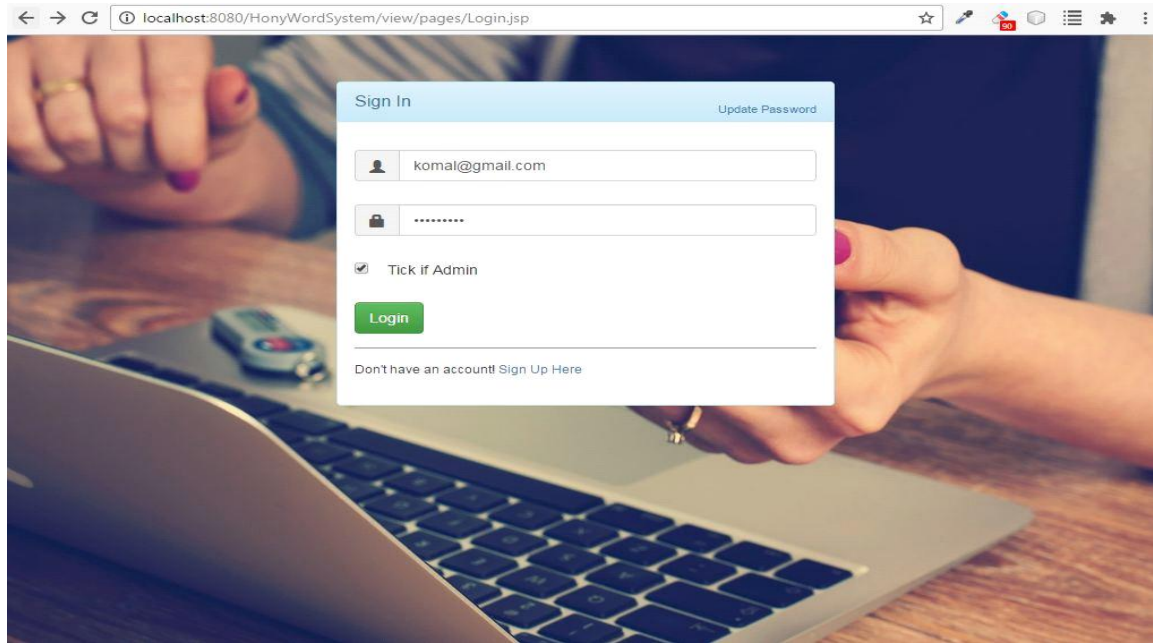 localhost:8080/HonyWordSystem/view/pages/Login.jsp
90
Sign In
Update Password
komal@gmail.com
•••••••••
Tick if Admin
Login
Don't have an account! Sign Up Here